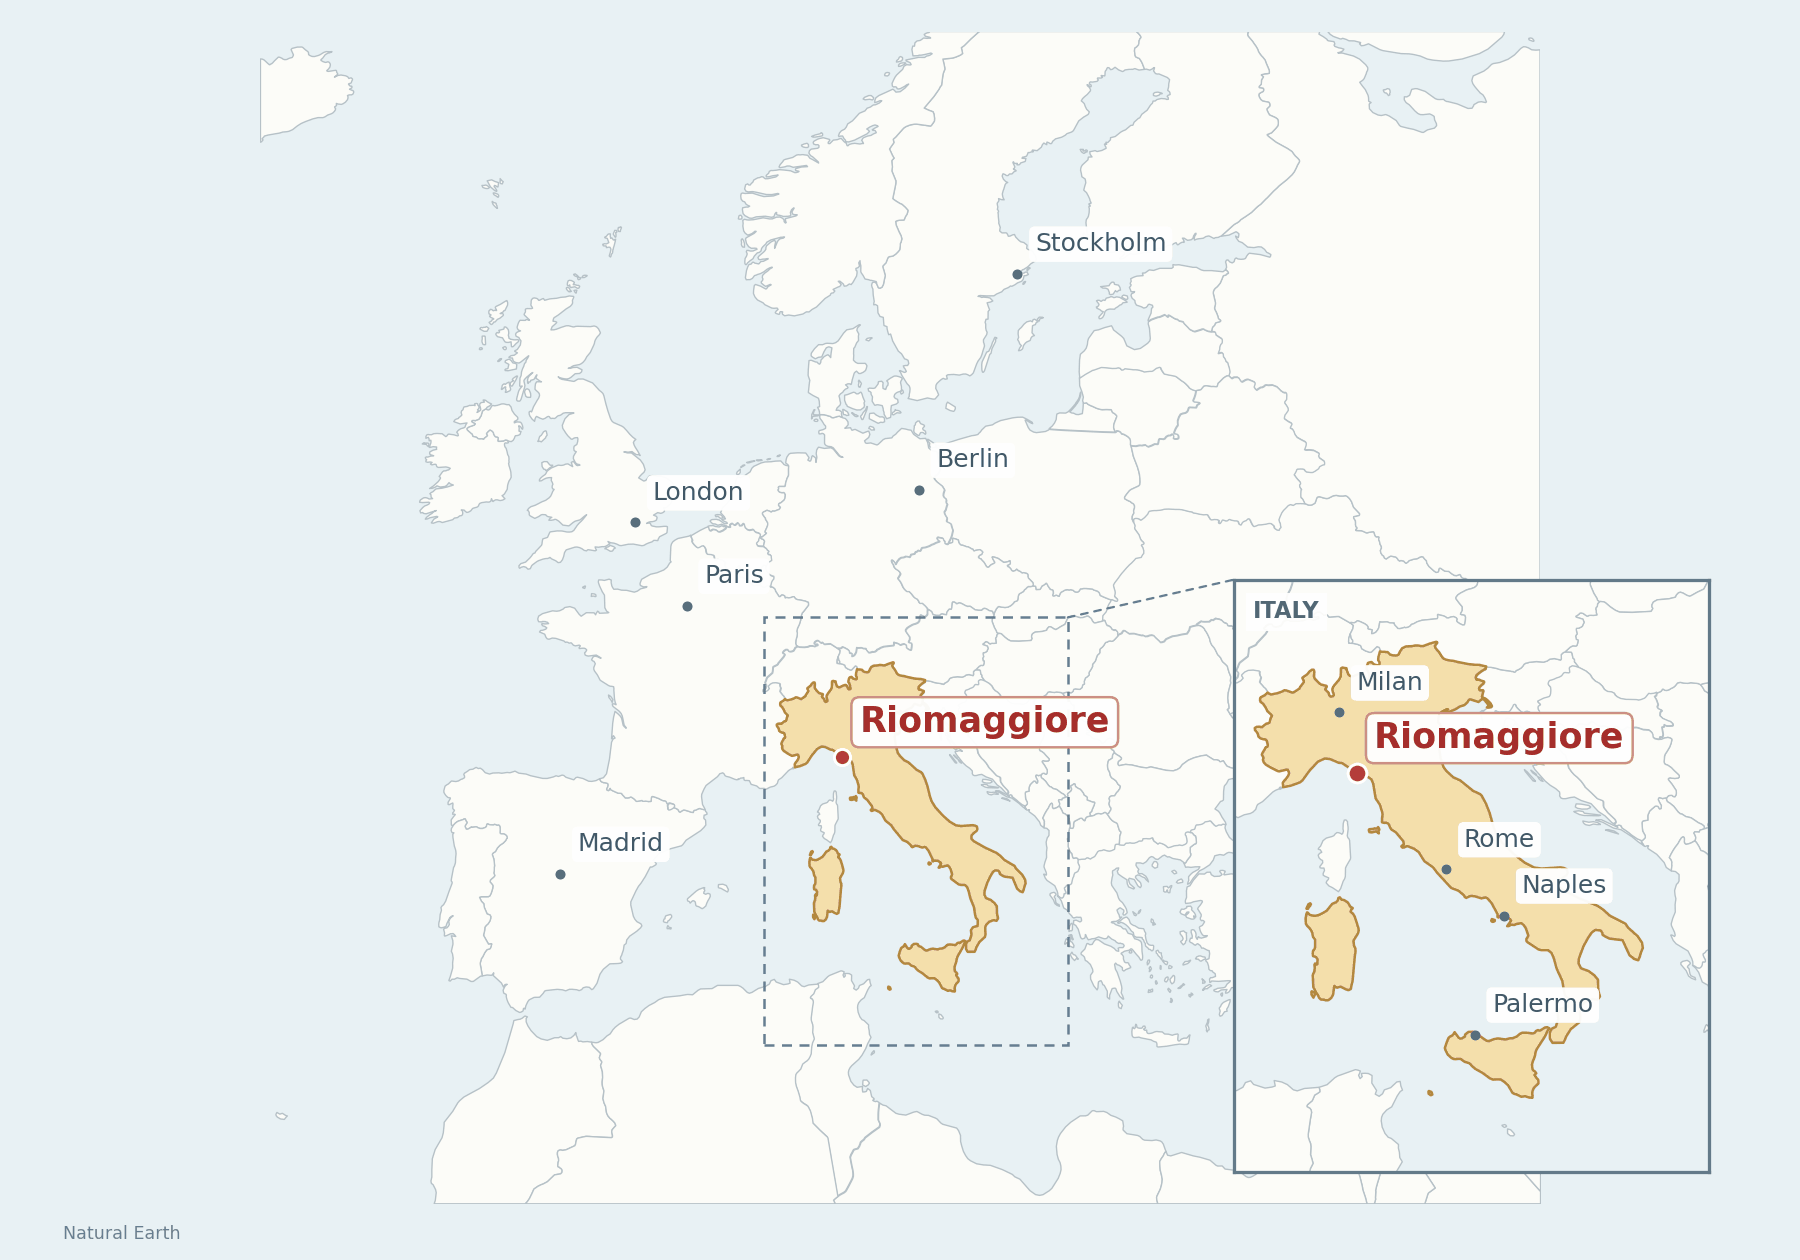 Stockholm
Berlin
London
Paris
ITALY
Milan
Riomaggiore
Riomaggiore
Rome
Madrid
Naples
Palermo
Natural Earth